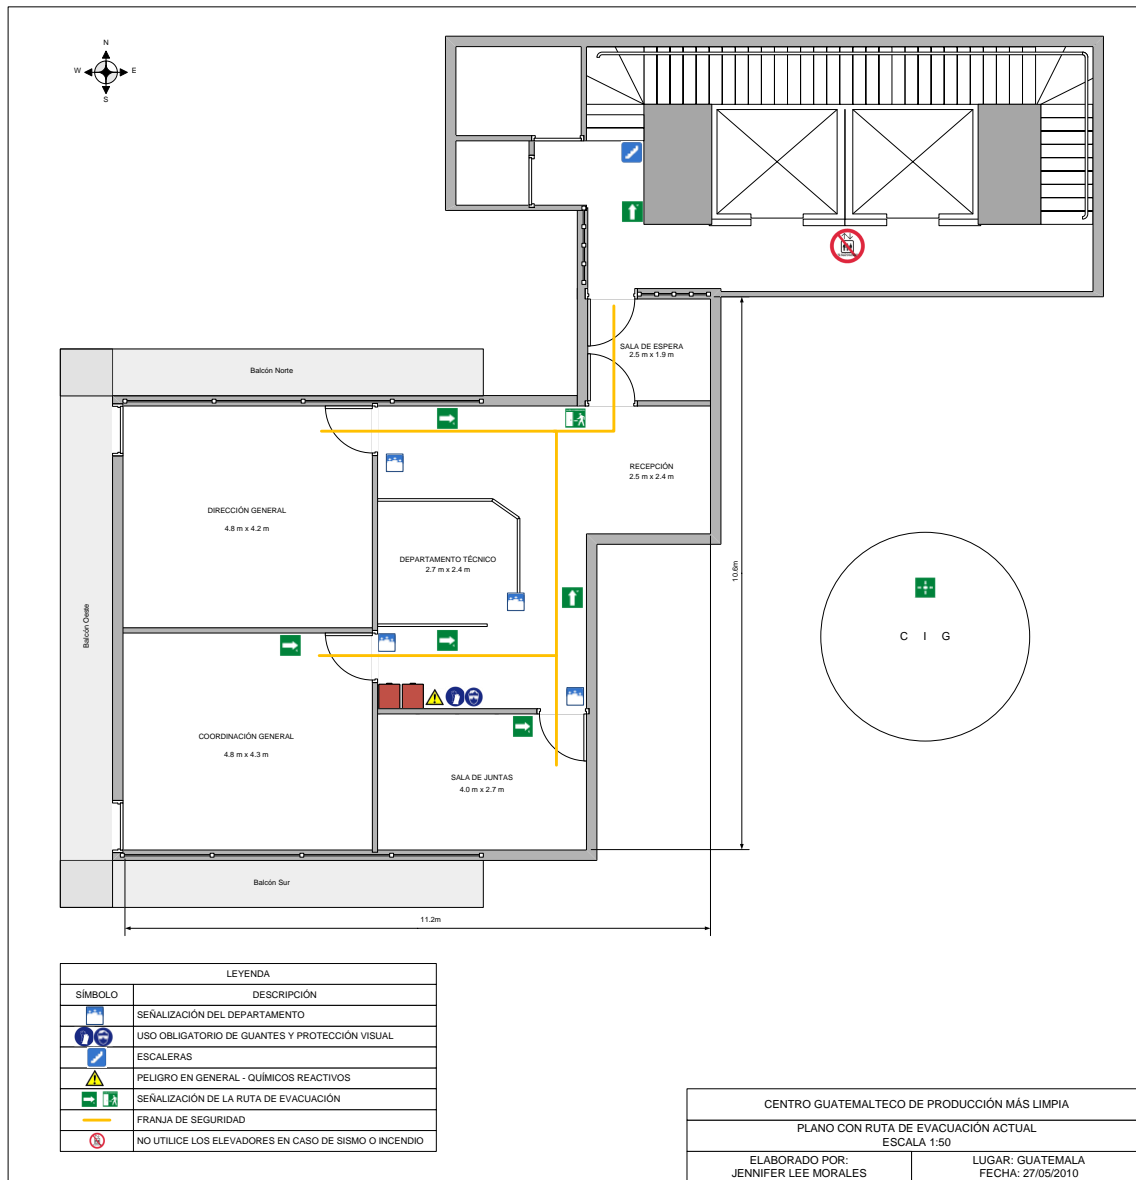 N
W E
S
SALA DE ESPERA
2.5 m x 1.9 m
Balcón Norte
RECEPCIÓN
2.5 m x 2.4 m
DIRECCIÓN GENERAL
4.8 m x 4.2 m
DEPARTAMENTO TÉCNICO
2.7 m x 2.4 m
10.6m
Balcón Oeste
C I G
COORDINACIÓN GENERAL
4.8 m x 4.3 m
SALA DE JUNTAS
4.0 m x 2.7 m
Balcón Sur
11.2m
LEYENDA
SÍMBOLO DESCRIPCIÓN
SEÑALIZACIÓN DEL DEPARTAMENTO
USO OBLIGATORIO DE GUANTES Y PROTECCIÓN VISUAL
ESCALERAS
PELIGRO EN GENERAL - QUÍMICOS REACTIVOS
SEÑALIZACIÓN DE LA RUTA DE EVACUACIÓN
FRANJA DE SEGURIDAD
NO UTILICE LOS ELEVADORES EN CASO DE SISMO O INCENDIO
CENTRO GUATEMALTECO DE PRODUCCIÓN MÁS LIMPIA
PLANO CON RUTA DE EVACUACIÓN ACTUAL
ESCALA 1:50
ELABORADO POR:
JENNIFER LEE MORALES
LUGAR: GUATEMALA
FECHA: 27/05/2010